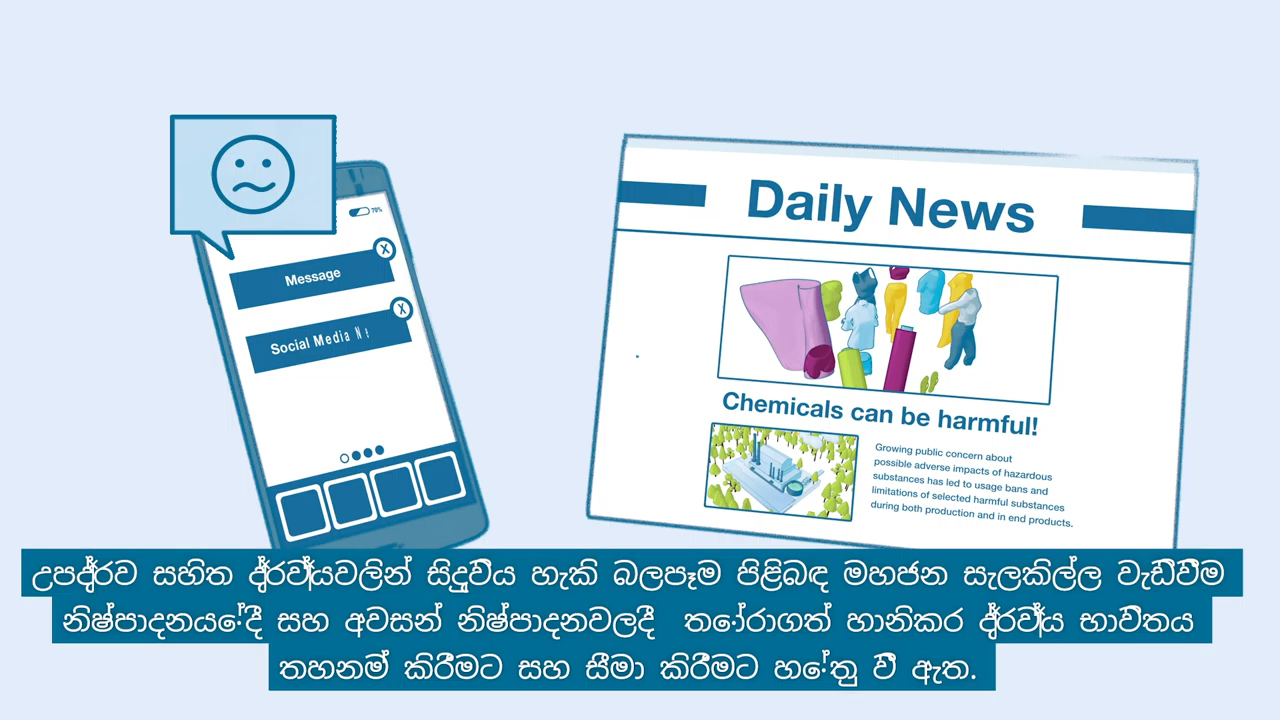 70%
Message
Social Media Ne
X
X
Daily News
Chemicals can be harmful!
Growing public concern about
possible adverse impacts of hazardous
substances has led to usage bans and
limitations of selected harmful substances
during both production and in end products.
උපද්‍රව සහිත ද්‍රව්‍යවලින් සිදුවිය හැකි බලපෑම පිළිබඳ මහජන සැලකිල්ල වැඩිවීම
නිෂ්පාදනයේදී සහ අවසන් නිෂ්පාදනවලදී තෝරාගත් හානිකර ද්‍රව්‍ය භාවිතය
තහනම් කිරීමට සහ සීමා කිරීමට හේතු වී ඇත.